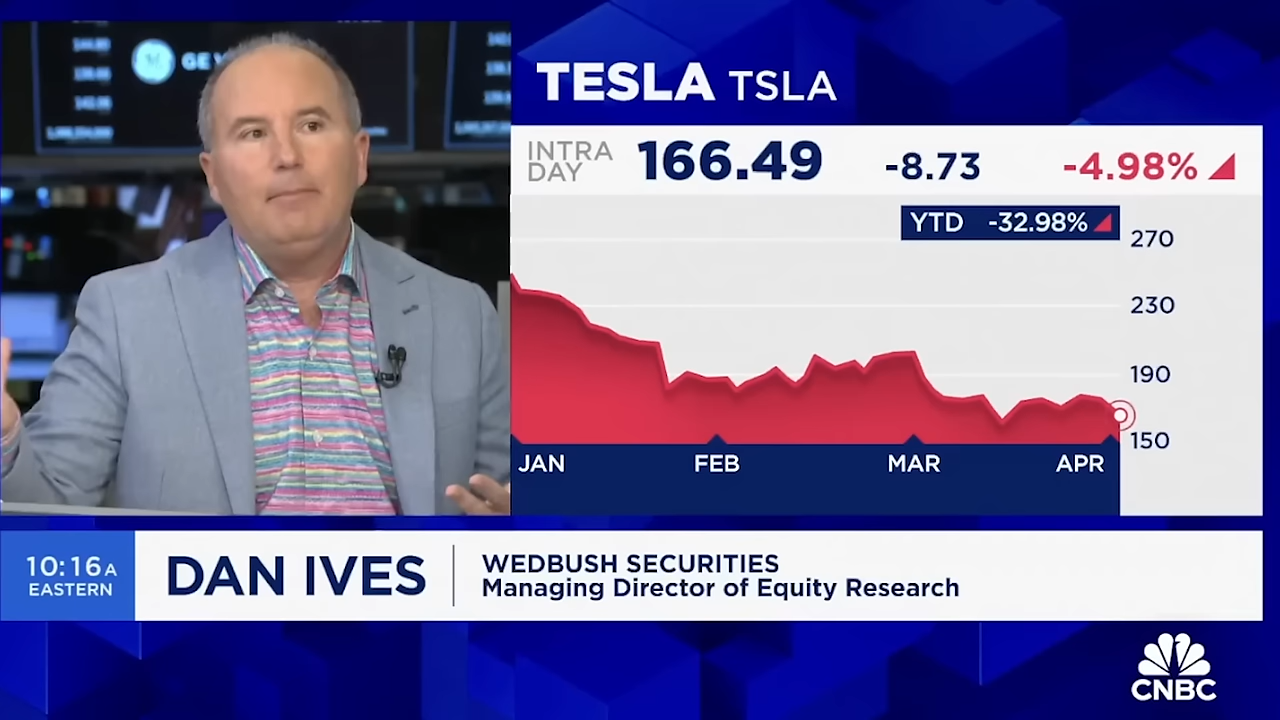 GE V
TESLA TSLA
INTRA DAY 166.49 -8.73 -4.98%
YTD -32.98%
270
230
190
150
JAN FEB MAR APR
10:16A
EASTERN
DAN IVES
WEDBUSH SECURITIES
Managing Director of Equity Research
CNBC